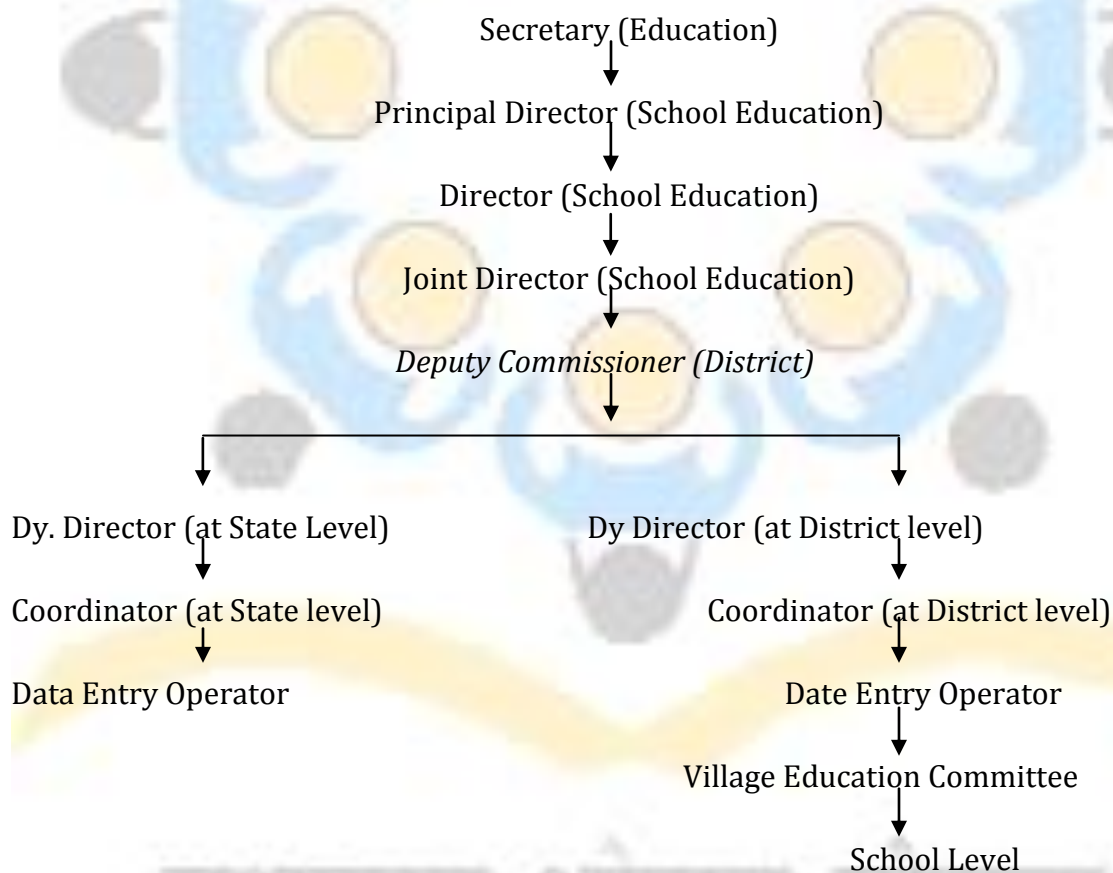 Secretary (Education)
Principal Director (School Education)
Director (School Education)
Joint Director (School Education)
Deputy Commissioner (District)
Dy. Director (at State Level)
Dy Director (at District level)
Coordinator (at State level)
Coordinator (at District level)
Data Entry Operator
Date Entry Operator
Village Education Committee
School Level